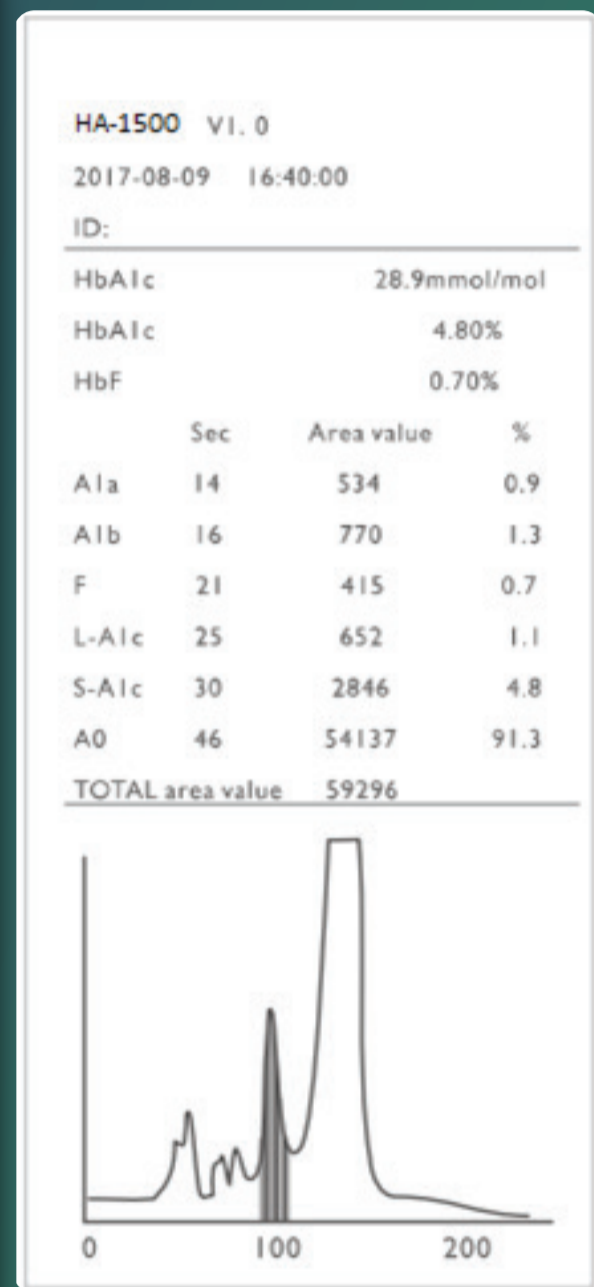 HA-1500 V1.0
2017-08-09 16:40:00
ID:
HbA1c 28.9mmol/mol
HbA1c 4.80%
HbF 0.70%
Sec Area value %
A1a 14 534 0.9
A1b 16 770 1.3
F 21 415 0.7
L-A1c 25 652 1.1
S-A1c 30 2846 4.8
A0 46 54137 91.3
TOTAL area value 59296
0 100 200